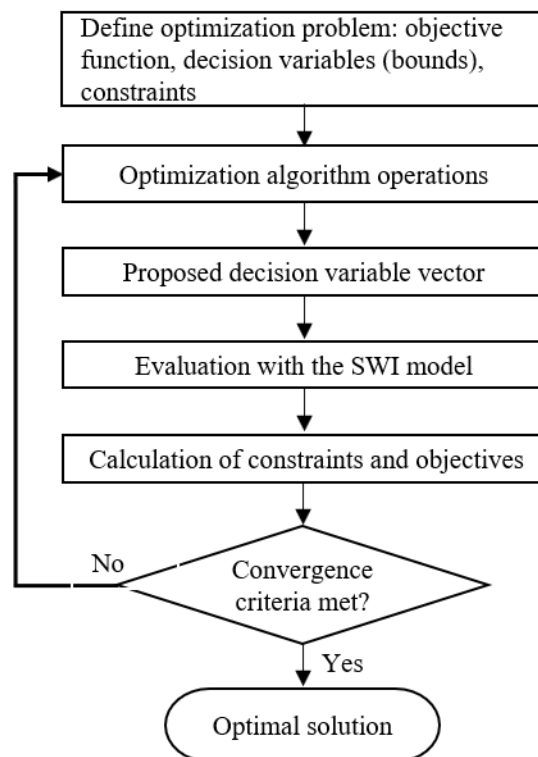 Define optimization problem: objective
function, decision variables (bounds),
constraints
Optimization algorithm operations
Proposed decision variable vector
Evaluation with the SWI model
Calculation of constraints and objectives
No
Convergence
criteria met?
Yes
Optimal solution